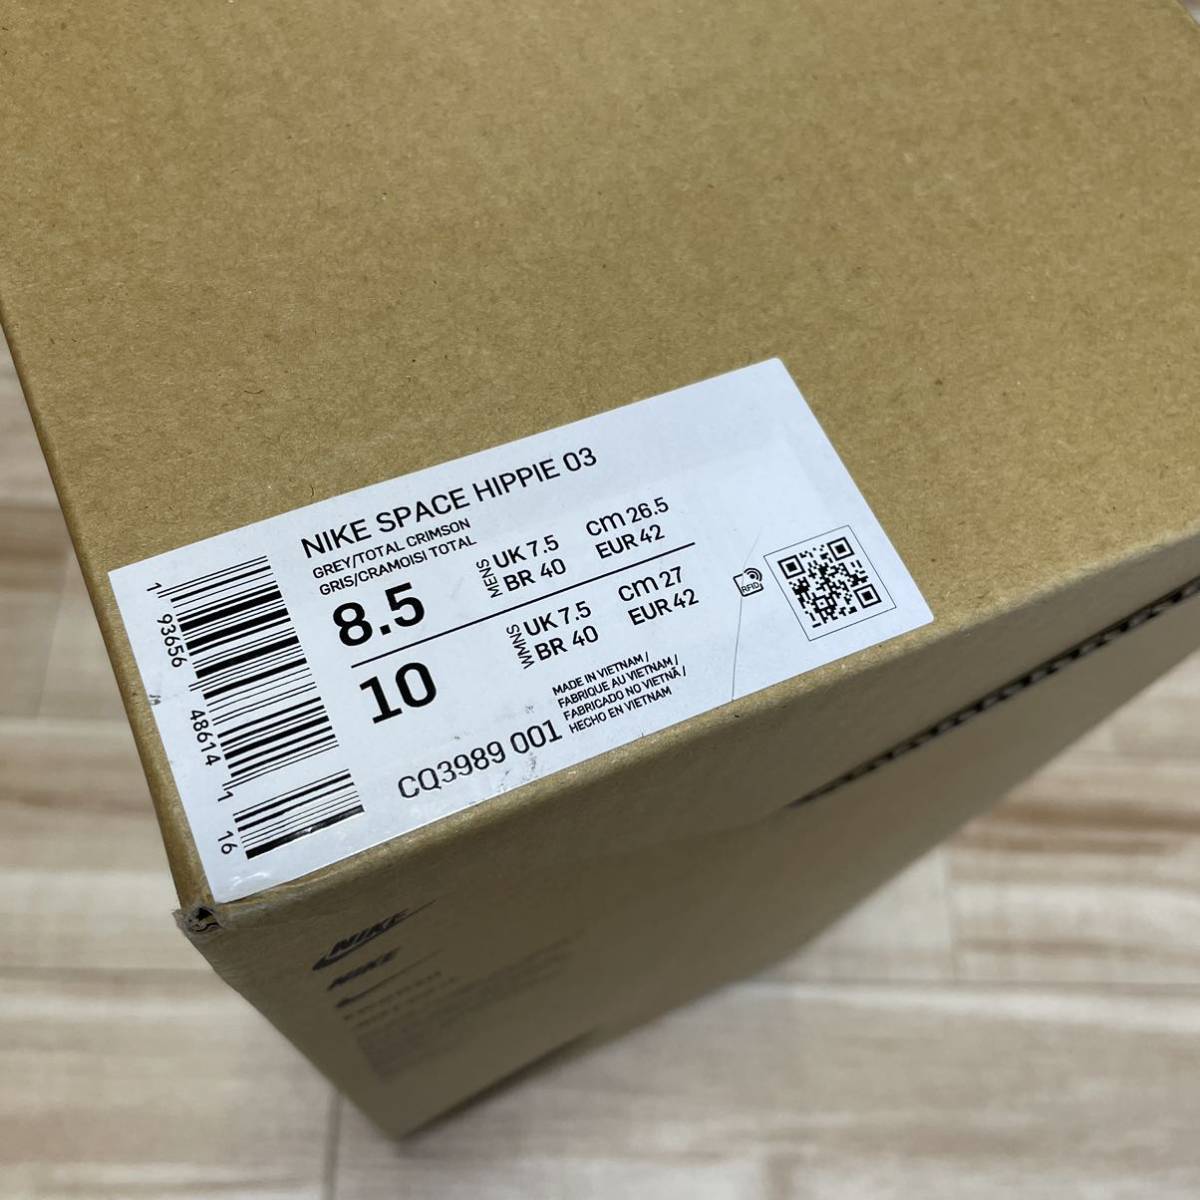 NIKE SPACE HIPPIE 03
GREY/TOTAL CRIMSON
GRIS/CRAMOISI TOTAL
8.5
MENS
UK 7.5
BR 40
cm 26.5
EUR 42
10
WMNS
UK 7.5
BR 40
cm 27
EUR 42
RFID
MADE IN VIETNAM /
FABRIQUE AU VIETNAM /
FABRICADO NO VIETNÃ /
HECHO EN VIETNAM
CQ3989 001
1 93656 48614 1 16
NIKE
NIKE